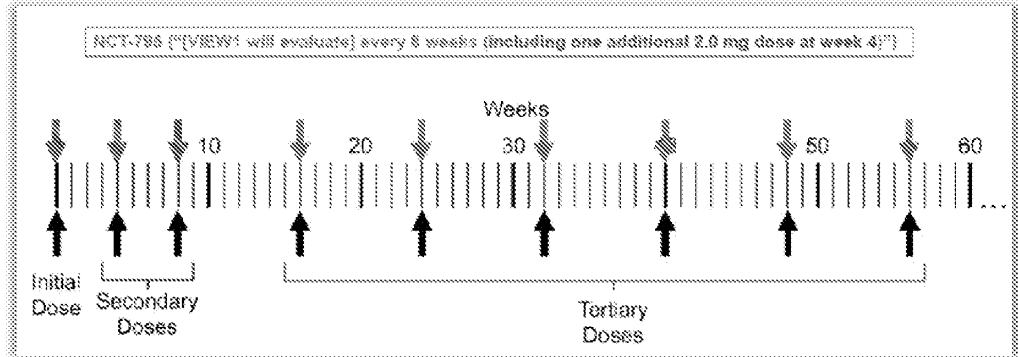 NCT-795 ("[VIEW1 will evaluate] every 8 weeks (including one additional 2.0 mg dose at week 4)")
Weeks
10 20 30 50 60
...
Initial
Dose
Secondary
Doses
Tertiary
Doses